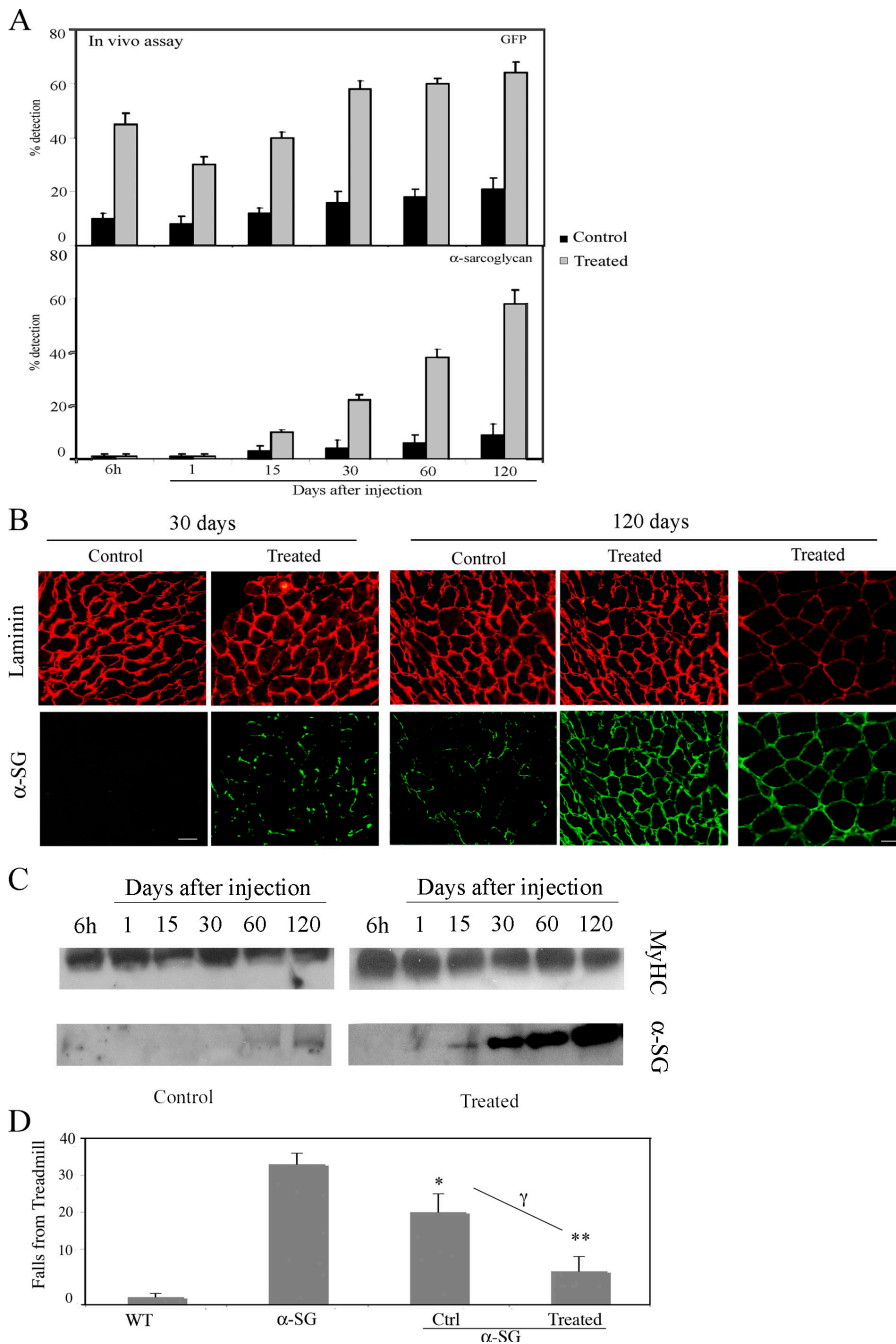 A
In vivo assay
GFP
80
60
40
20
0
% detection
Control
Treated
α-sarcoglycan
80
60
40
20
0
% detection
6h 1 15 30 60 120
Days after injection
B
30 days 120 days
Control Treated Control Treated Treated
Laminin
α-SG
C
Days after injection Days after injection
6h 1 15 30 60 120 6h 1 15 30 60 120
MyHC
α-SG
Control Treated
D
Falls from Treadmill
40
30
20
10
0
* γ **
WT α-SG Ctrl Treated
α-SG